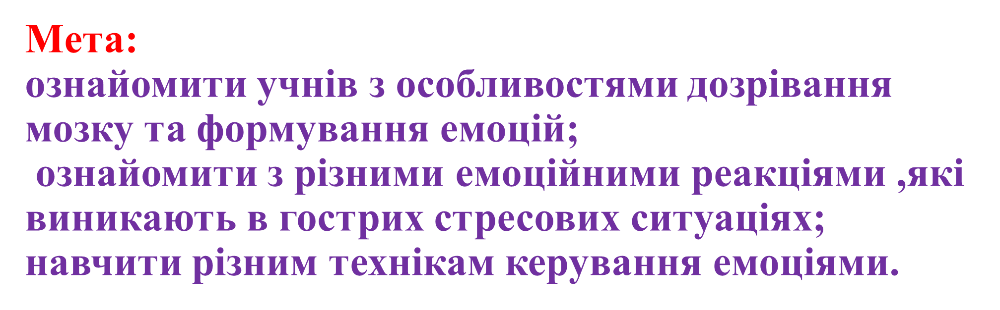 Мета:
ознайомити учнів з особливостями дозрівання
мозку та формування емоцій;
ознайомити з різними емоційними реакціями ,які
виникають в гострих стресових ситуаціях;
навчити різним технікам керування емоціями.